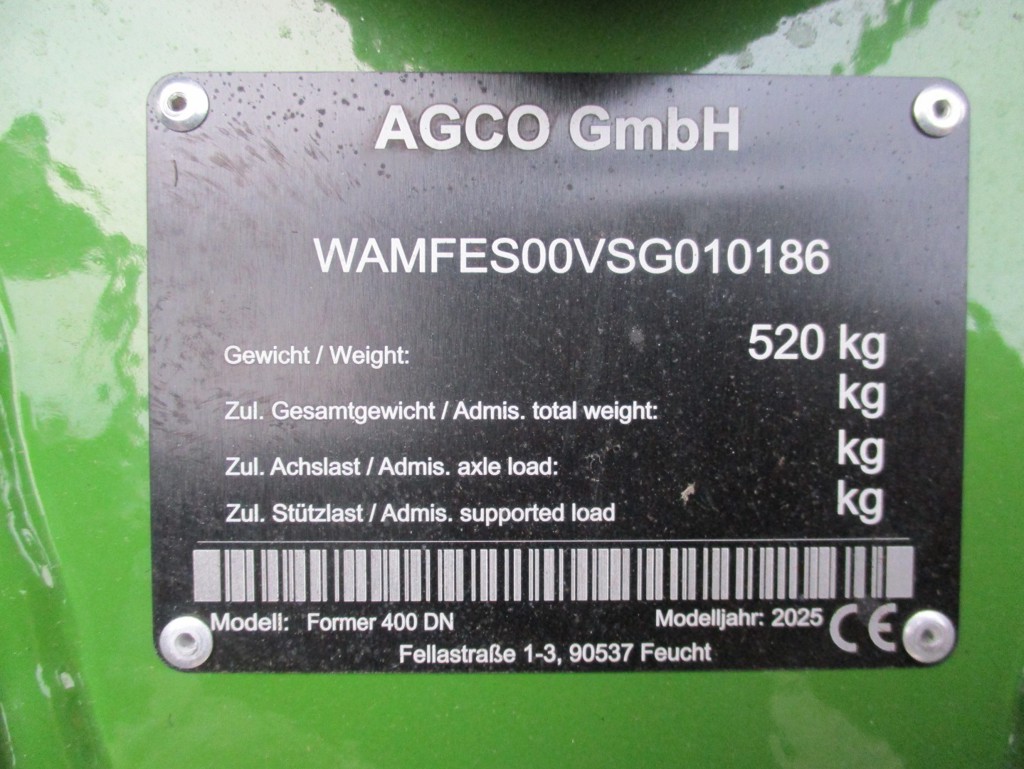 AGCO GmbH
WAMFES00VSG010186
Gewicht / Weight: 520 kg
Zul. Gesamtgewicht / Admis. total weight: kg
Zul. Achslast / Admis. axle load: kg
Zul. Stützlast / Admis. supported load kg
Modell: Former 400 DN Modelljahr: 2025 CE
Fellastraße 1-3, 90537 Feucht